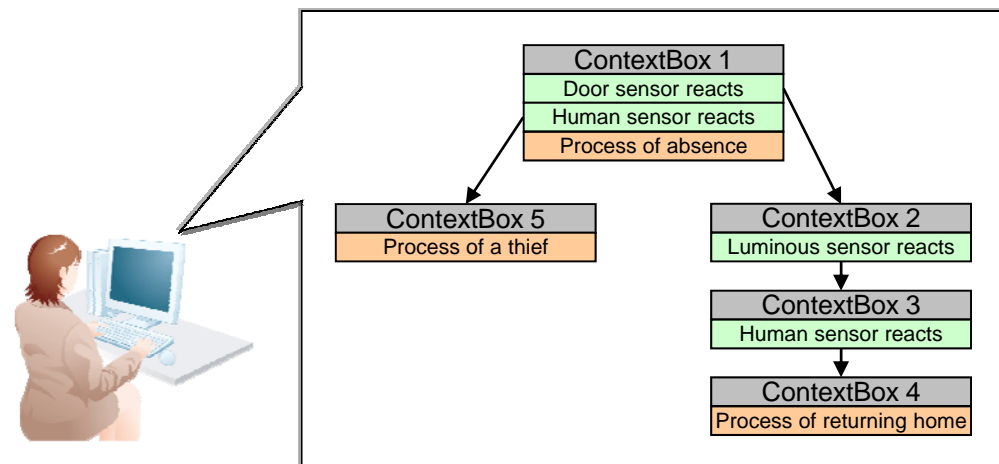 ContextBox 1
Door sensor reacts
Human sensor reacts
Process of absence
ContextBox 5
Process of a thief
ContextBox 2
Luminous sensor reacts
ContextBox 3
Human sensor reacts
ContextBox 4
Process of returning home